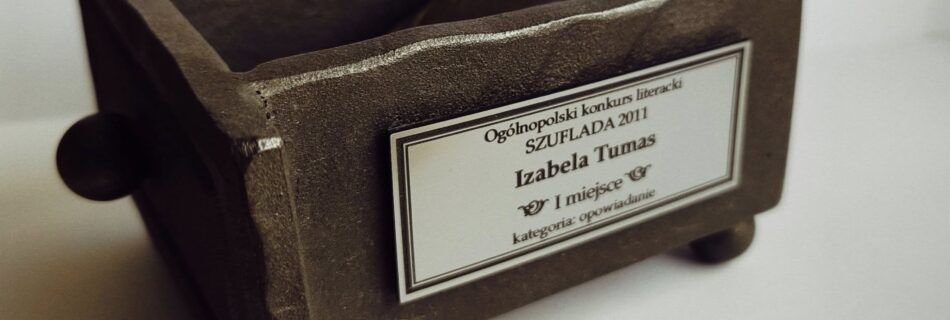 Ogólnopolski konkurs literacki
SZUFLADA 2011
Izabela Tumas
I miejsce
kategoria: opowiadanie